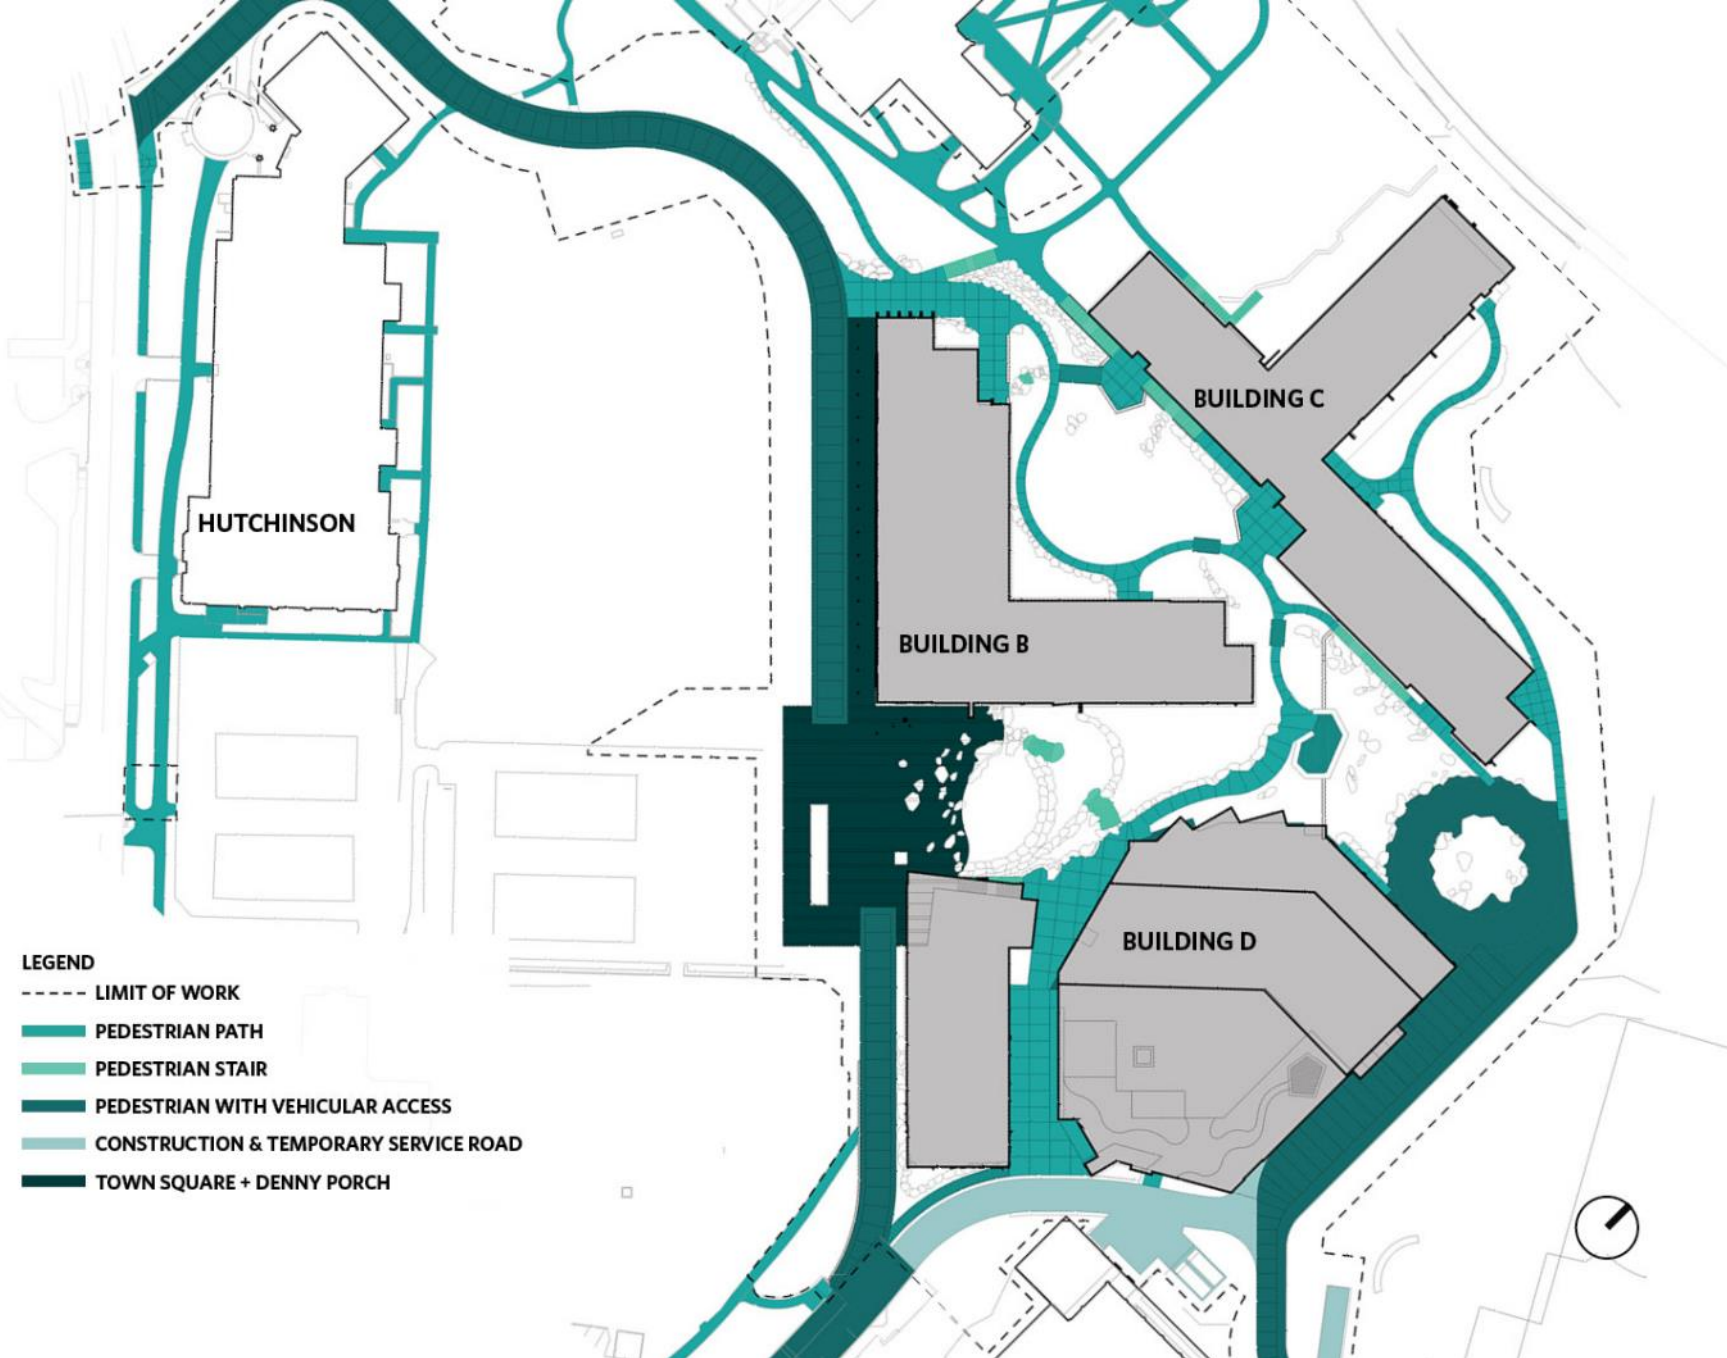 BUILDING C
HUTCHINSON
BUILDING B
BUILDING D
LEGEND
LIMIT OF WORK
PEDESTRIAN PATH
PEDESTRIAN STAIR
PEDESTRIAN WITH VEHICULAR ACCESS
CONSTRUCTION & TEMPORARY SERVICE ROAD
TOWN SQUARE + DENNY PORCH